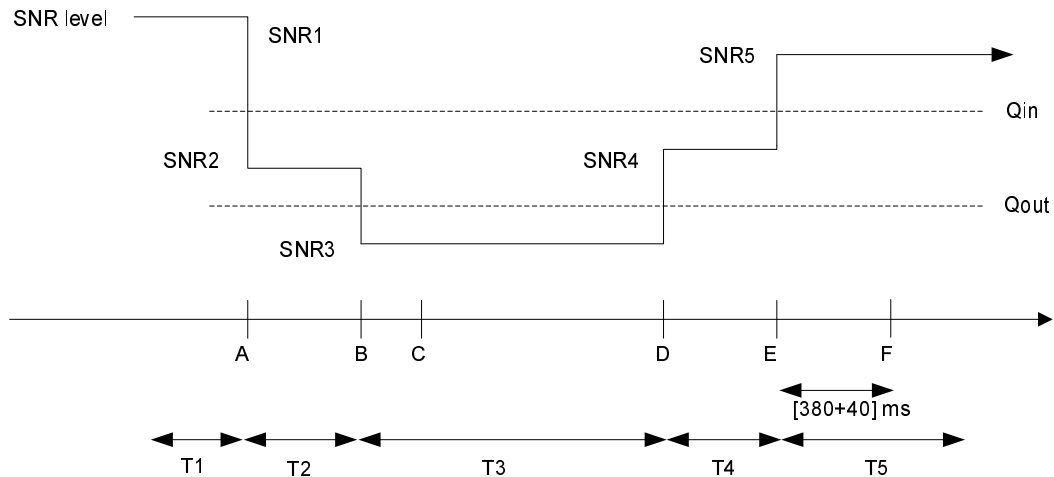 SNR level
SNR1
SNR5
Qin
SNR2
SNR4
Qout
SNR3
A
B
C
D
E
F
[380+40] ms
T1
T2
T3
T4
T5